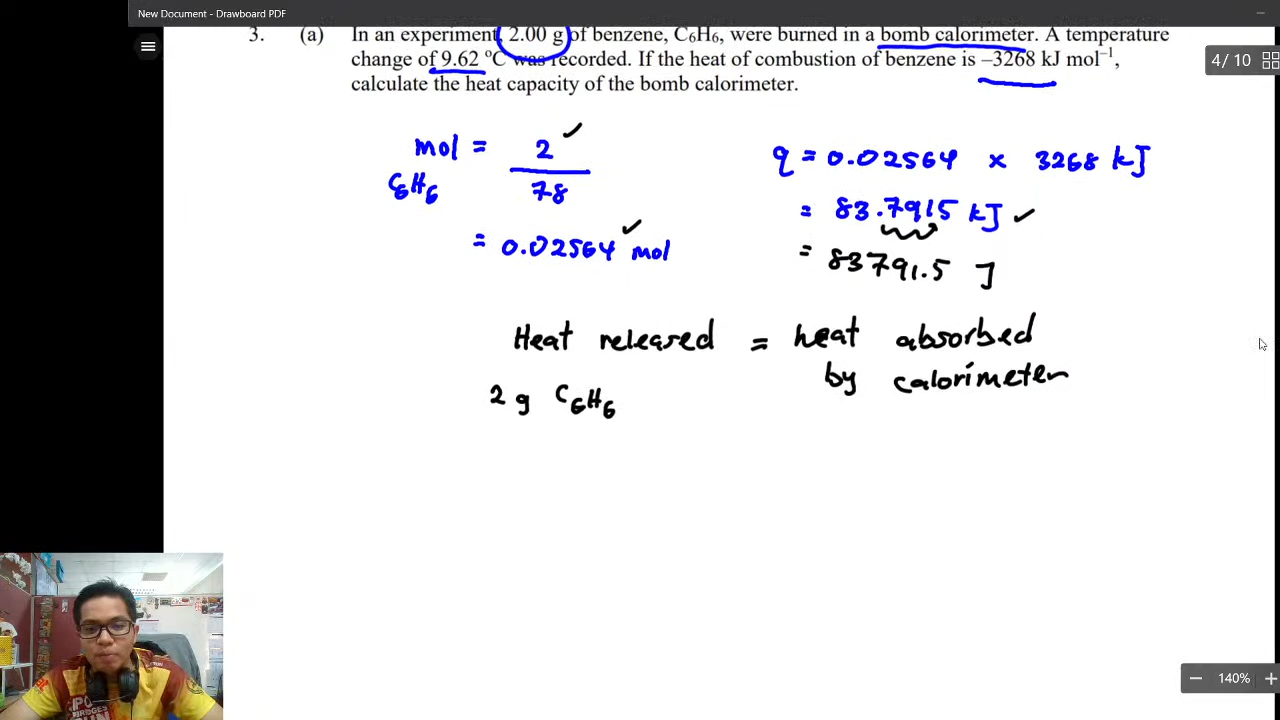 New Document - Drawboard PDF
3. (a) In an experiment, 2.00 g of benzene, C6H6, were burned in a bomb calorimeter. A temperature
change of 9.62 °C was recorded. If the heat of combustion of benzene is –3268 kJ mol–1,
calculate the heat capacity of the bomb calorimeter.
4 / 10
mol = 2
C6H6 78
= 0.02564 mol
q = 0.02564 x 3268 kJ
= 83.7915 kJ
= 83791.5 J
Heat released = heat absorbed
by calorimeter
2 g C6H6
140%